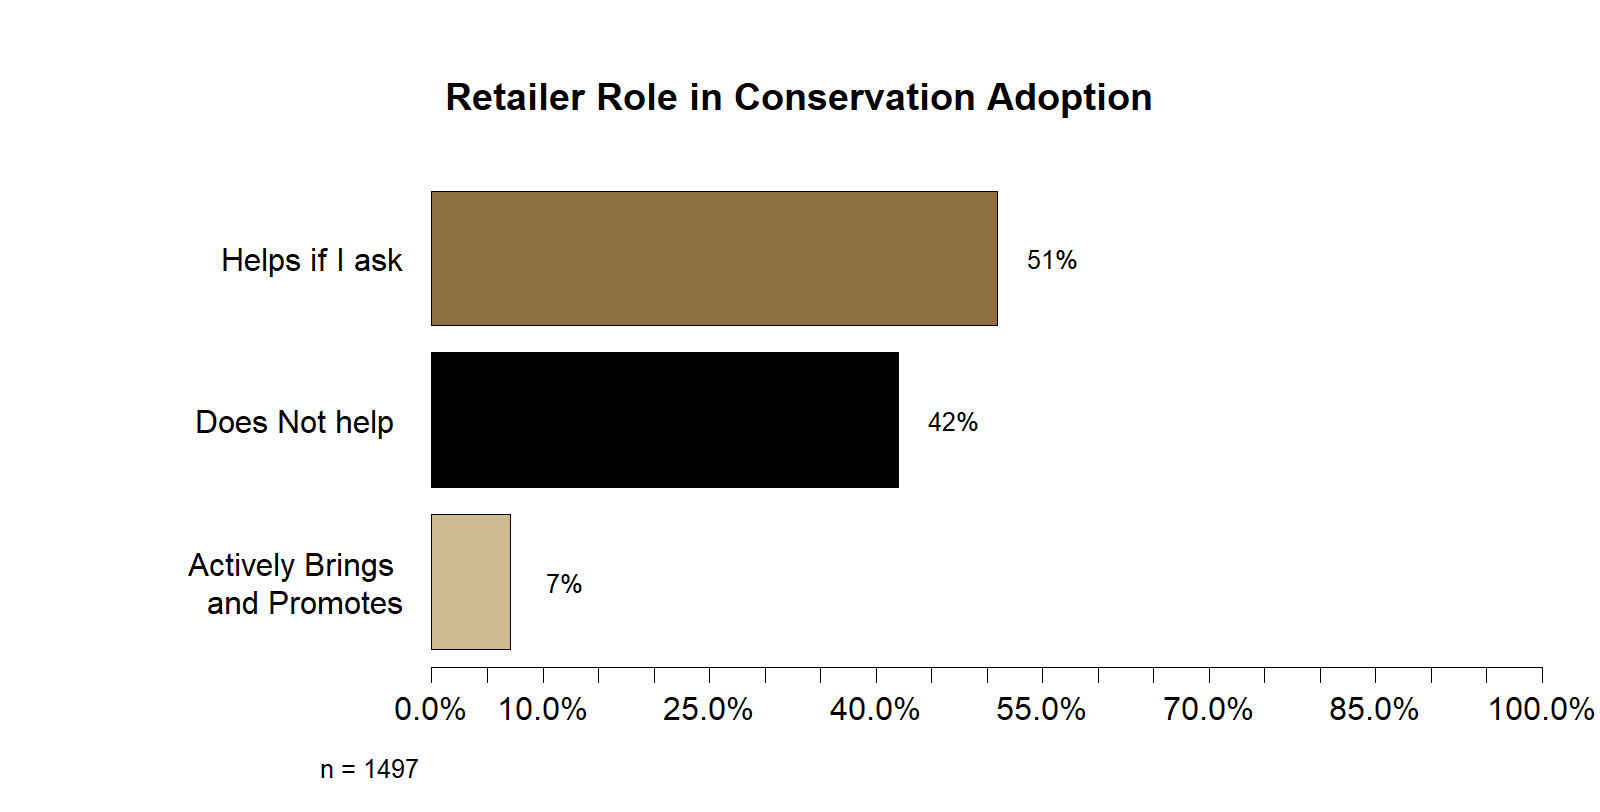 Retailer Role in Conservation Adoption
Helps if I ask
51%
Does Not help
42%
Actively Brings
and Promotes
7%
0.0% 10.0% 25.0% 40.0% 55.0% 70.0% 85.0% 100.0%
n = 1497